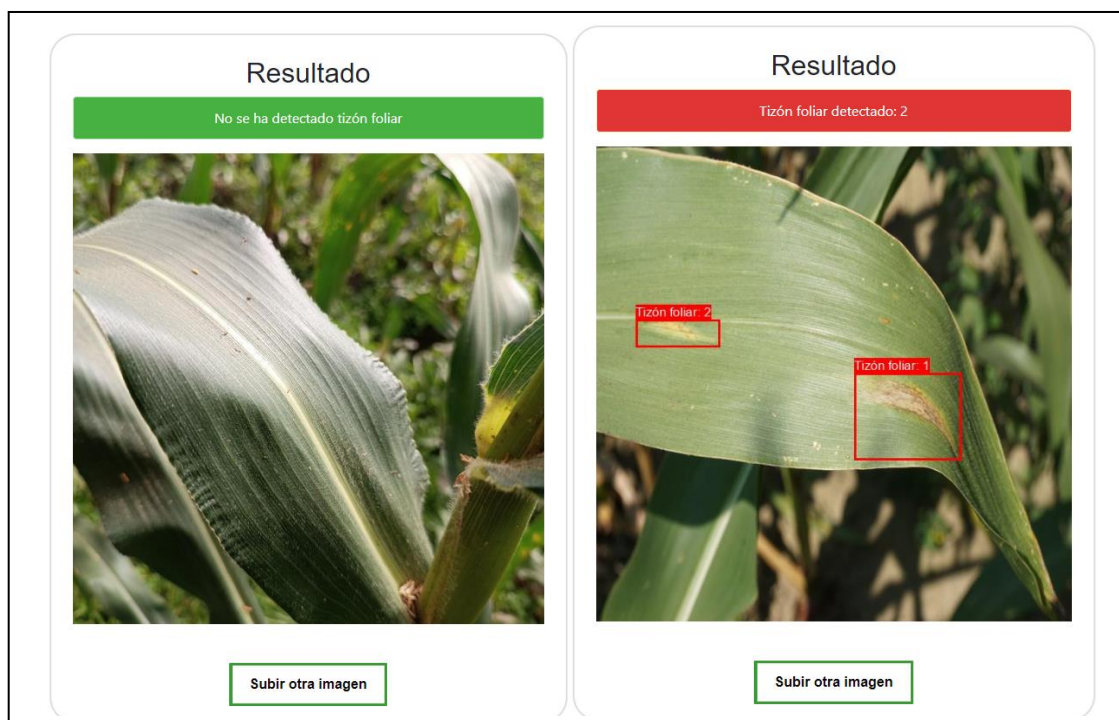 Resultado
No se ha detectado tizón foliar
Subir otra imagen
Resultado
Tizón foliar detectado: 2
Tizón foliar: 2
Tizón foliar: 1
Subir otra imagen